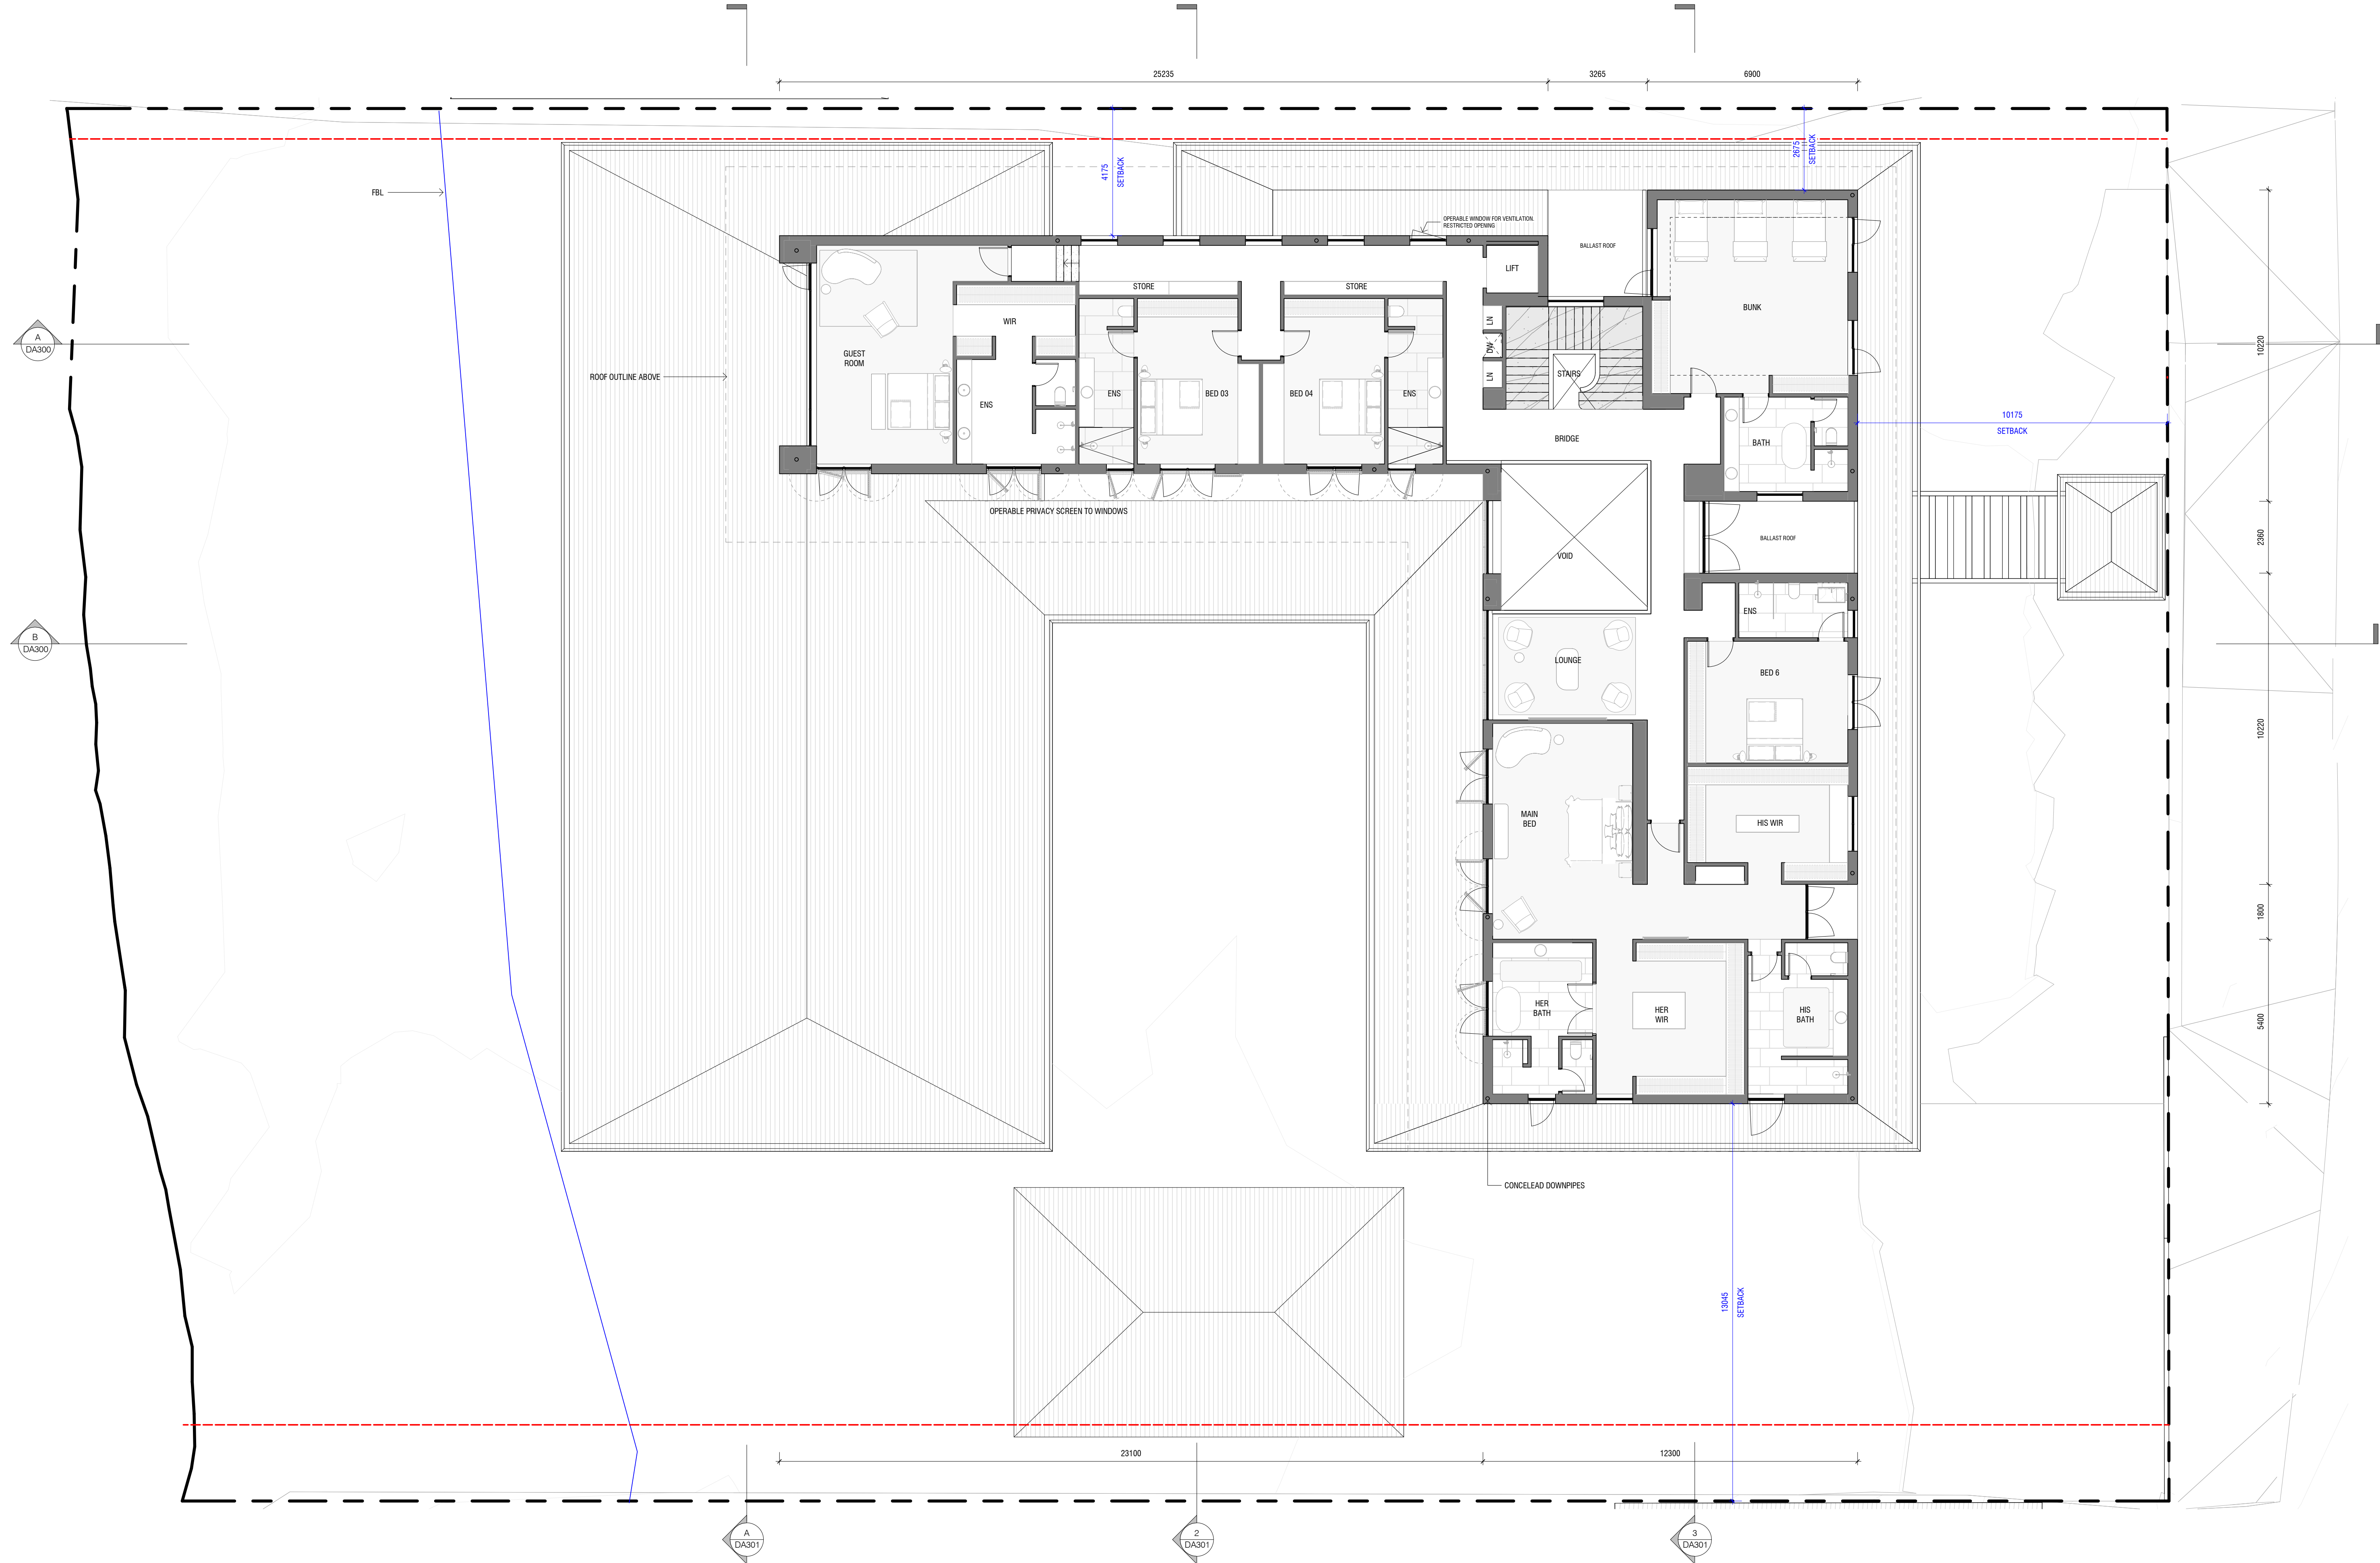 25235
3265
6900
4175
SETBACK
2675
SETBACK
FBL
OPERABLE WINDOW FOR VENTILATION.
RESTRICTED OPENING
BALLAST ROOF
LIFT
STORE
STORE
BUNK
WIR
LN
A
DA300
GUEST
ROOM
DW
10220
ROOF OUTLINE ABOVE
STAIRS
LN
ENS
ENS
BED 03
BED 04
ENS
10175
SETBACK
BRIDGE
BATH
OPERABLE PRIVACY SCREEN TO WINDOWS
BALLAST ROOF
2360
VOID
ENS
B
DA300
LOUNGE
BED 6
10220
MAIN
BED
HIS WIR
1800
HER
BATH
HER
WIR
HIS
BATH
5400
CONCELEAD DOWNPIPES
13045
SETBACK
23100
12300
A
DA301
2
DA301
3
DA301